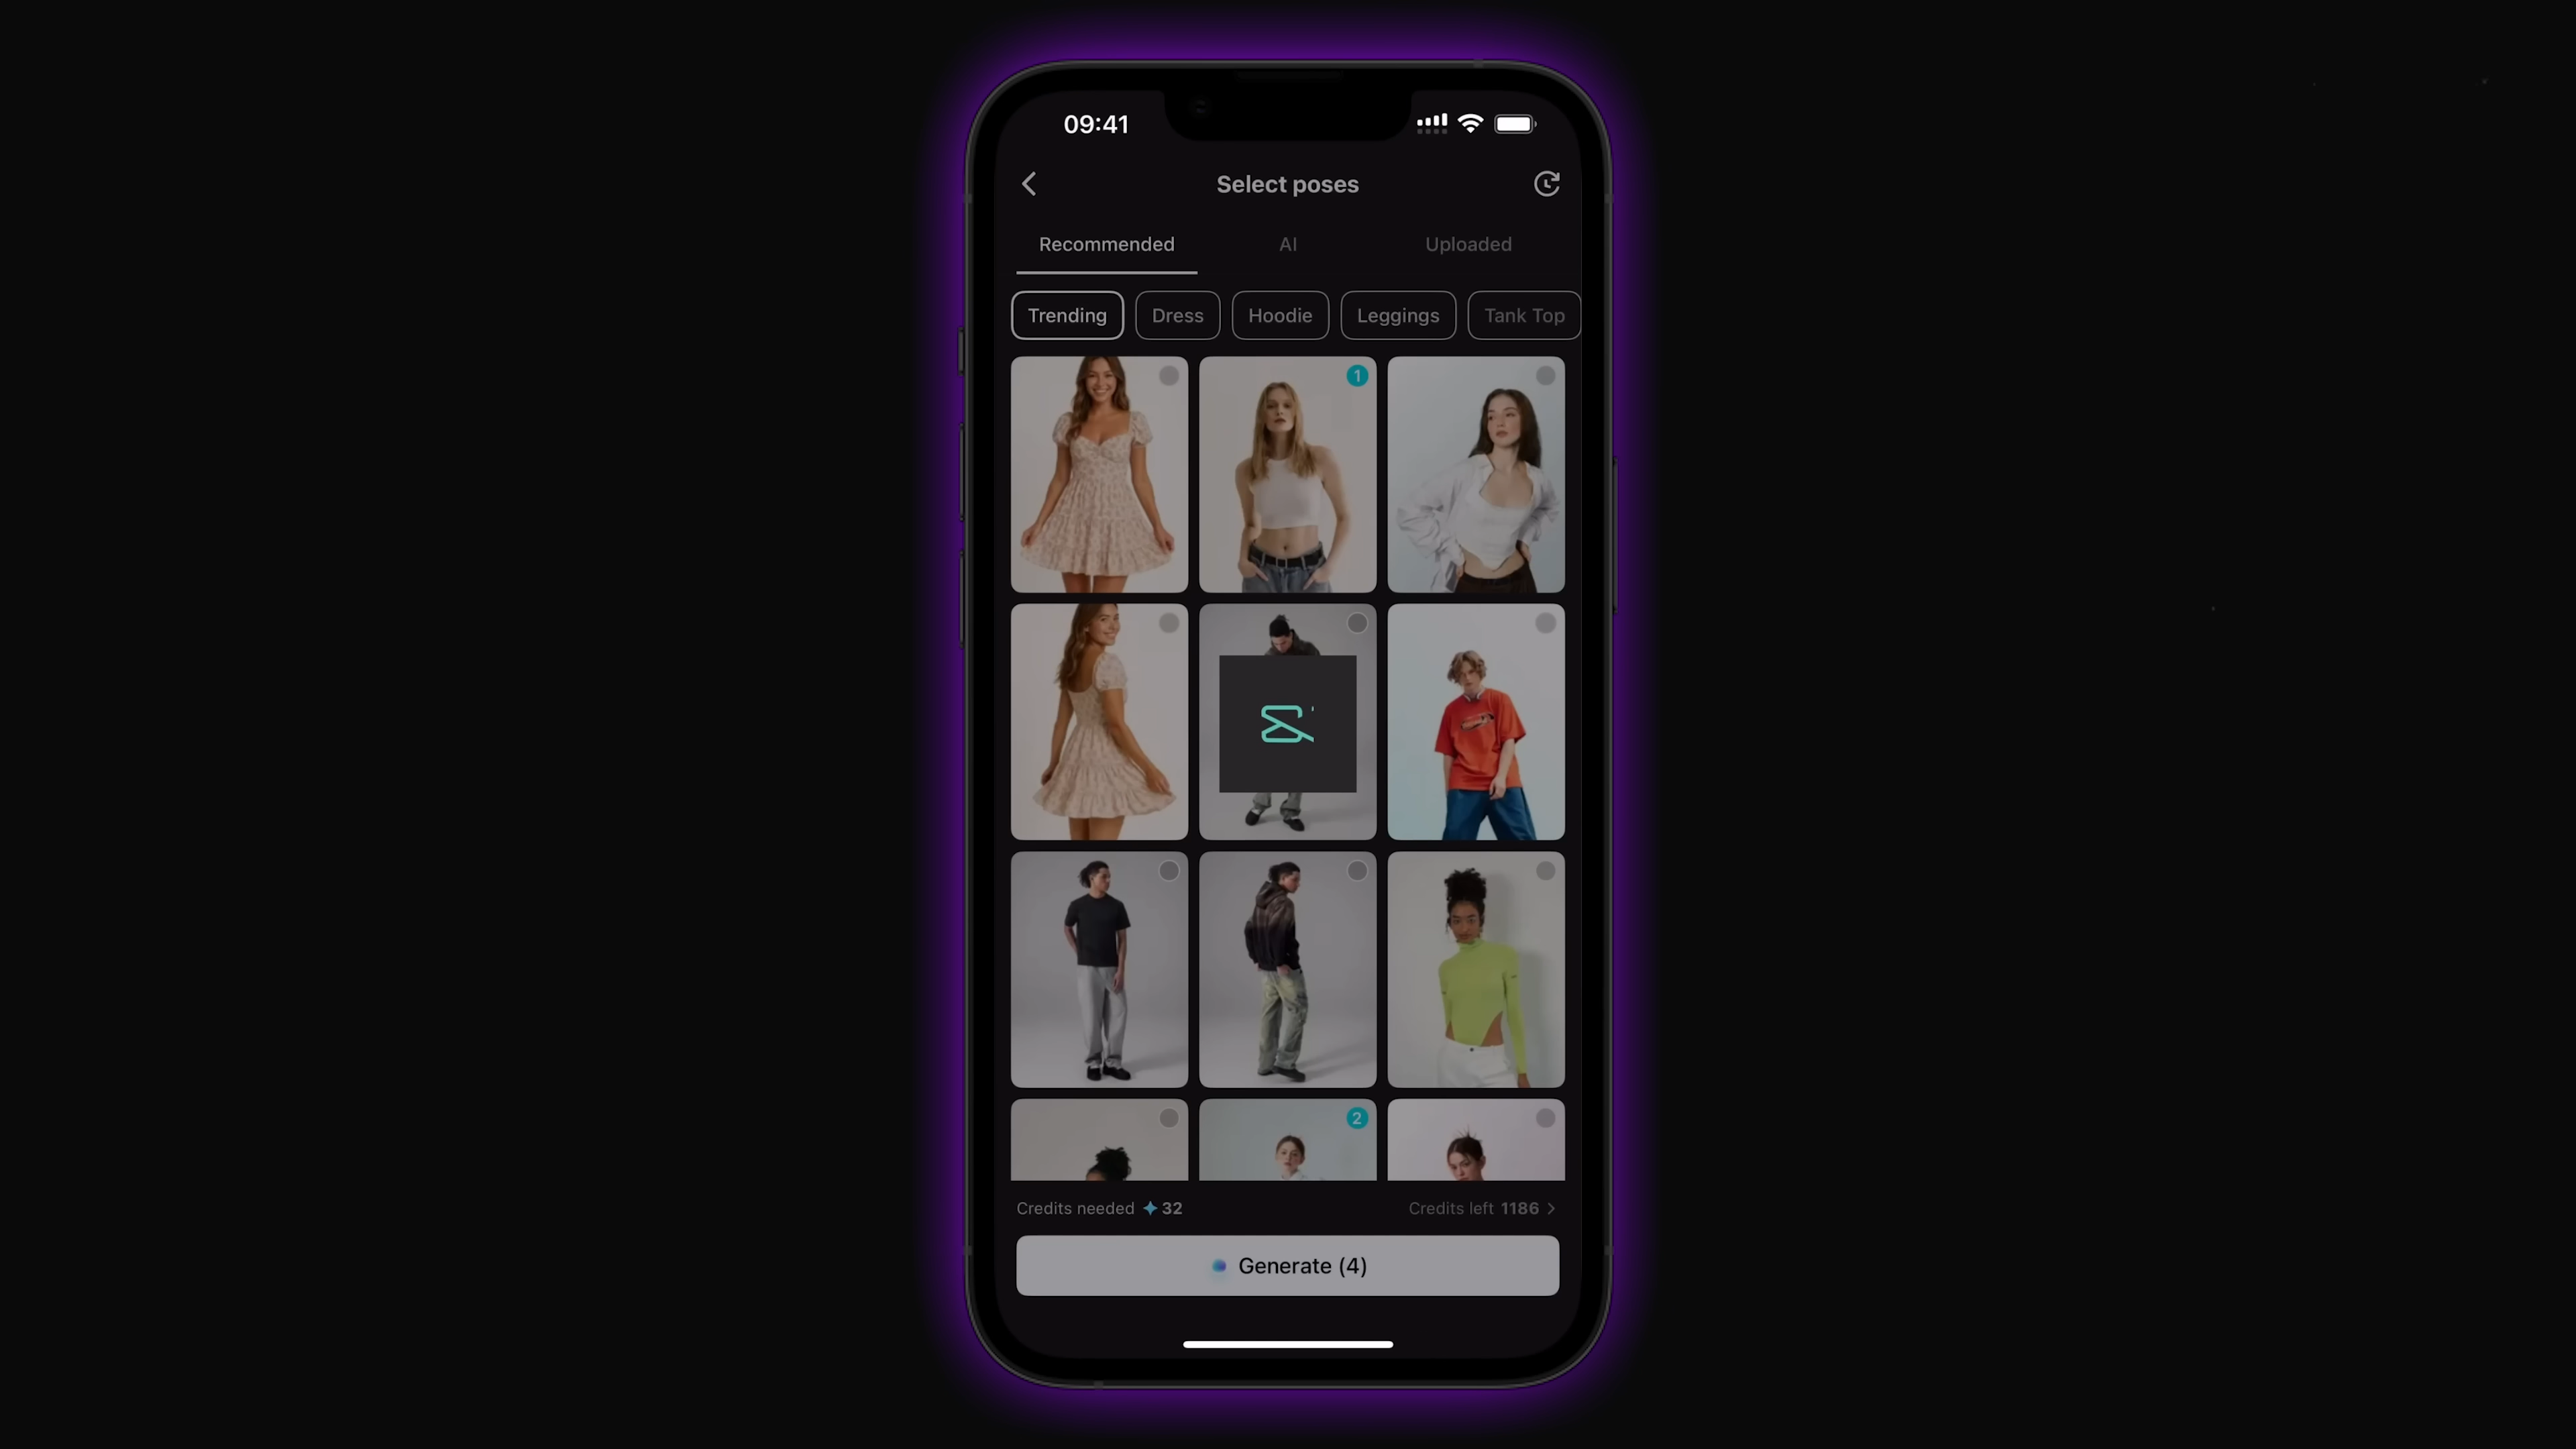 09:41
Select poses
Recommended AI Uploaded
Trending Dress Hoodie Leggings Tank Top
1
2
Credits needed 32 Credits left 1186
Generate (4)